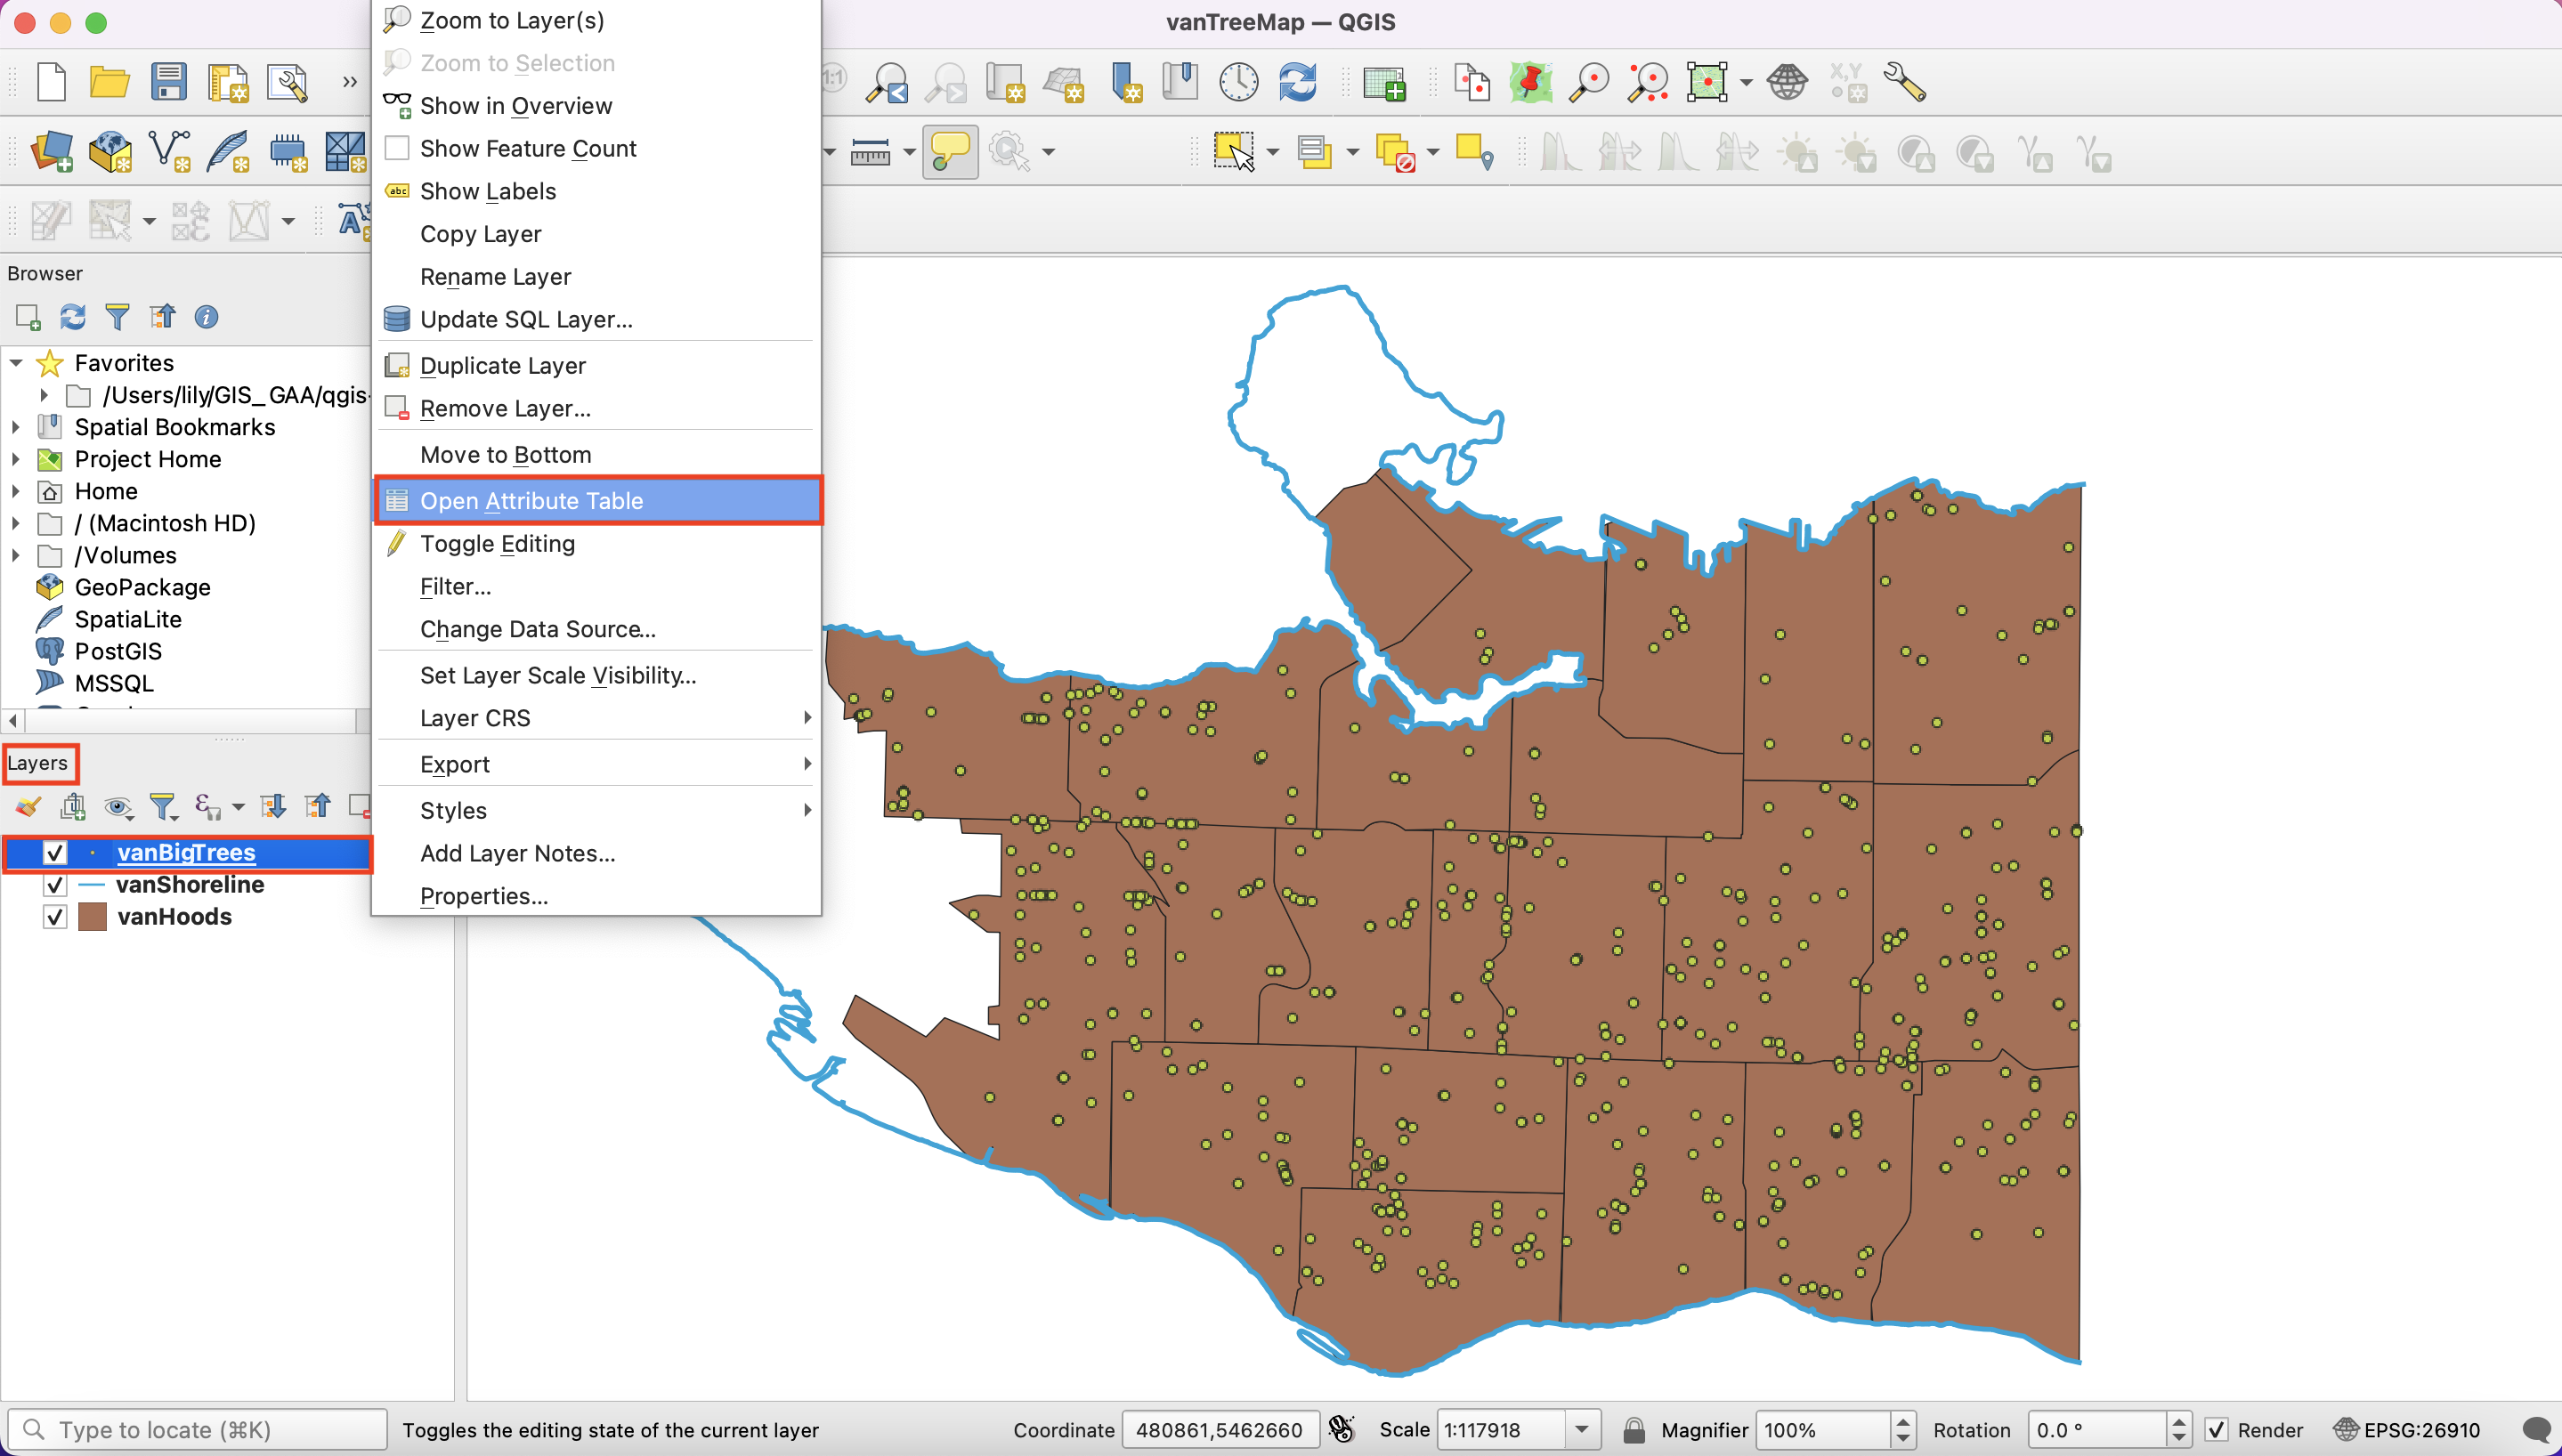 vanTreeMap — QGIS
Zoom to Layer(s)
Zoom to Selection
Show in Overview
Show Feature Count
abc Show Labels
Copy Layer
Rename Layer
Update SQL Layer...
Duplicate Layer
Remove Layer...
Move to Bottom
Open Attribute Table
Toggle Editing
Filter...
Change Data Source...
Set Layer Scale Visibility...
Layer CRS
Export
Styles
Add Layer Notes...
Properties...
1:1
X,Y
Browser
Favorites
/Users/lily/GIS_GAA/qgis-
Spatial Bookmarks
Project Home
Home
/ (Macintosh HD)
/Volumes
GeoPackage
SpatiaLite
PostGIS
MSSQL
Layers
vanBigTrees
vanShoreline
vanHoods
Type to locate (⌘K)
Toggles the editing state of the current layer
Coordinate 480861,5462660
Scale 1:117918
Magnifier 100%
Rotation 0.0 °
Render
EPSG:26910